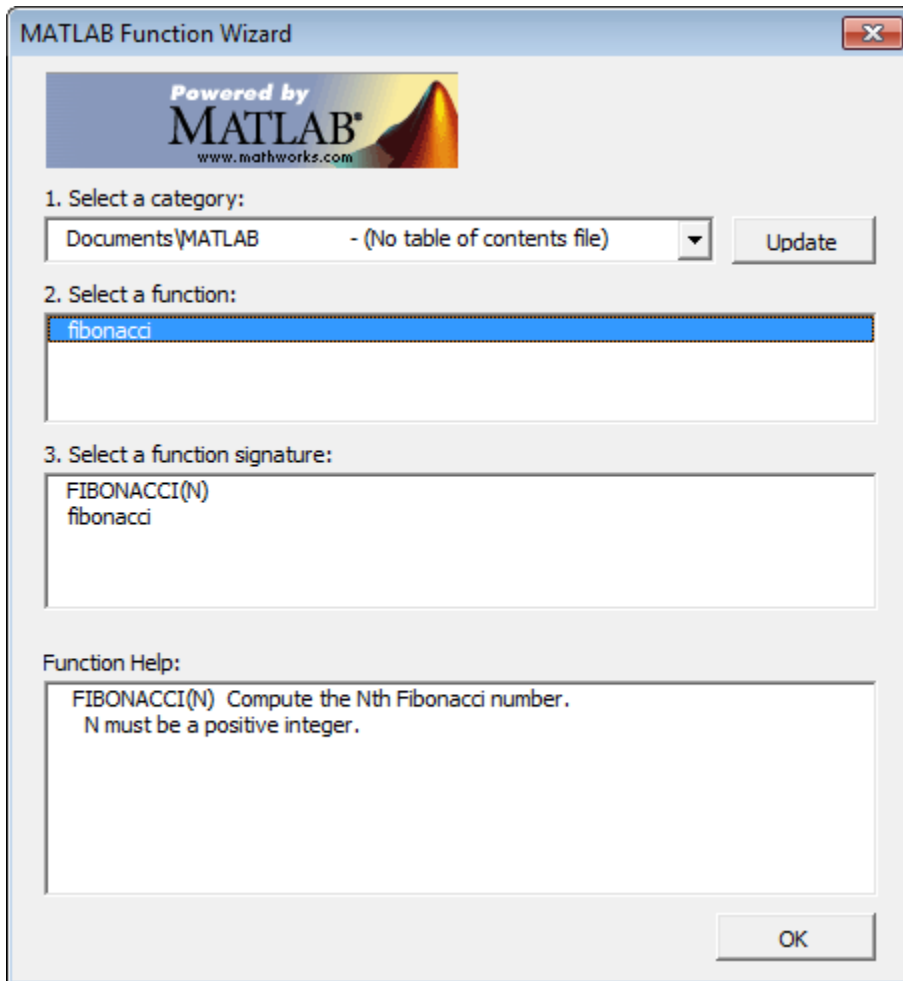 MATLAB Function Wizard
Powered by
MATLAB®
www.mathworks.com
1. Select a category:
Documents\MATLAB - (No table of contents file)
Update
2. Select a function:
fibonacci
3. Select a function signature:
FIBONACCI(N)
fibonacci
Function Help:
FIBONACCI(N) Compute the Nth Fibonacci number.
N must be a positive integer.
OK